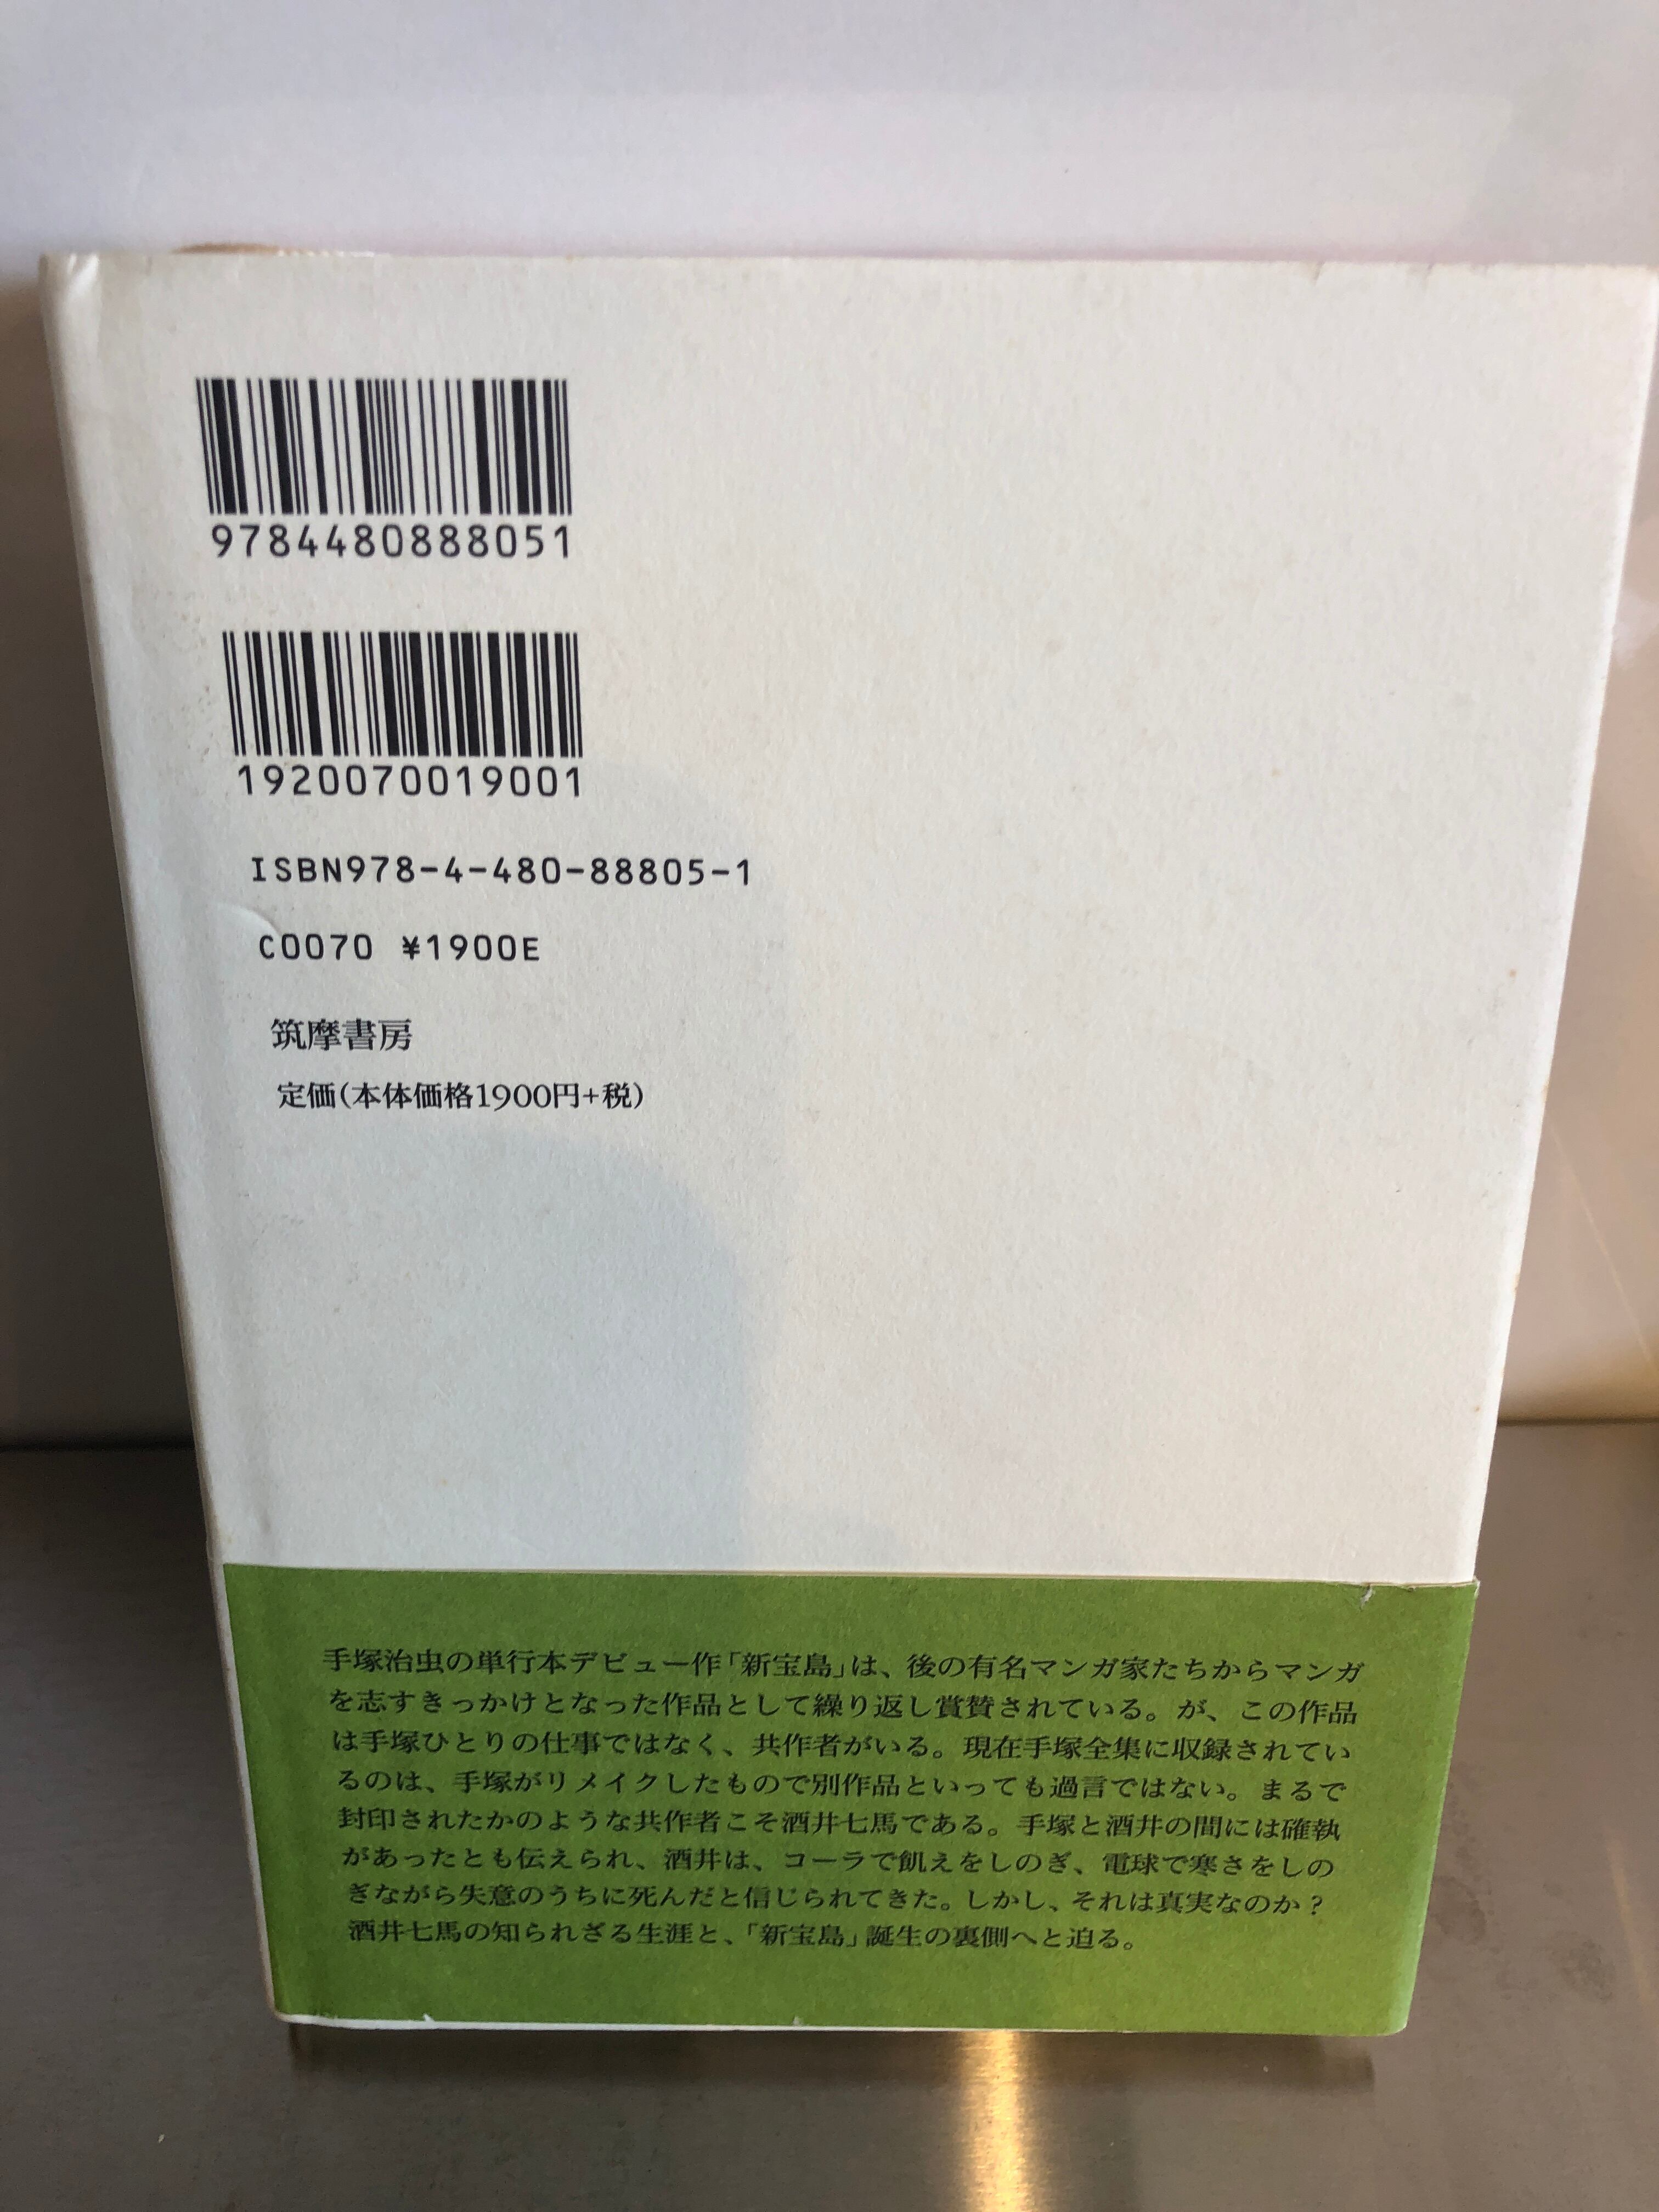 9784480888051
1920070019001
ISBN978-4-480-88805-1
C0070 ¥1900E
筑摩書房
定価(本体価格1900円+税)
手塚治虫の単行本デビュー作「新宝島」は、後の有名マンガ家たちからマンガ
を志すきっかけとなった作品として繰り返し賞賛されている。が、この作品
は手塚ひとりの仕事ではなく、共作者がいる。現在手塚全集に収録されてい
るのは、手塚がリメイクしたもので別作品といっても過言ではない。まるで
封印されたかのような共作者こそ酒井七馬である。手塚と酒井の間には確執
があったとも伝えられ、酒井は、コーラで飢えをしのぎ、電球で寒さをしの
ぎながら失意のうちに死んだと信じられてきた。しかし、それは真実なのか?
酒井七馬の知られざる生涯と、「新宝島」誕生の裏側へと迫る。